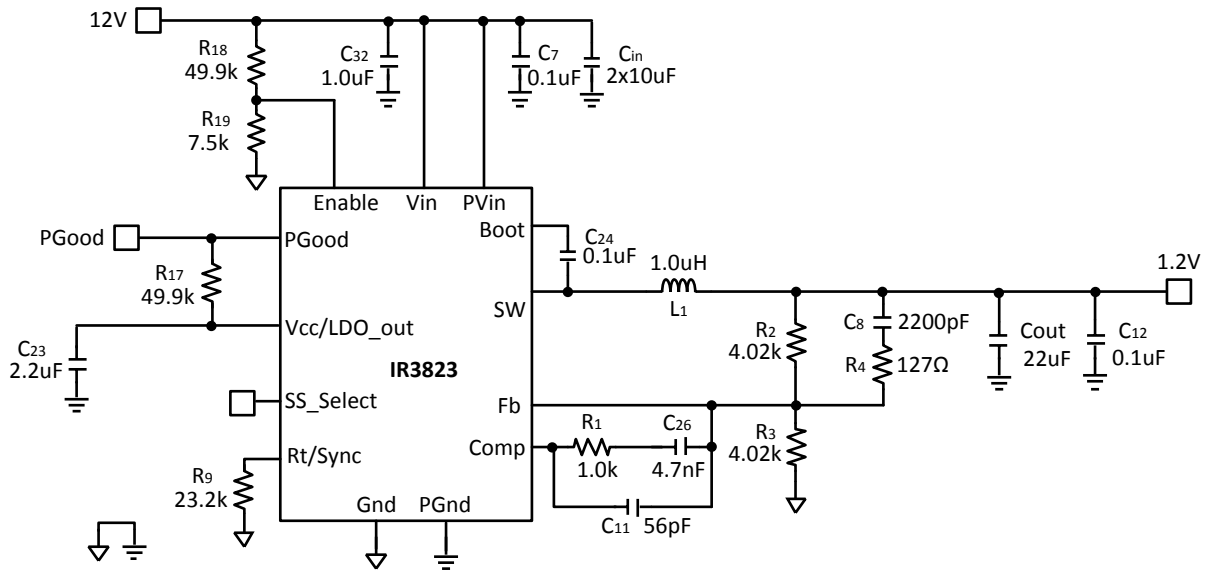 12V
R18
49.9k
C32
1.0uF
C7
0.1uF
Cin
2x10uF
R19
7.5k
Enable
Vin
PVin
PGood
PGood
Boot
C24
0.1uF
R17
49.9k
1.0uH
L1
1.2V
SW
Vcc/LDO_out
C23
2.2uF
R2
4.02k
C8
2200pF
R4
127Ω
Cout
22uF
C12
0.1uF
IR3823
SS_Select
Fb
Comp
R1
1.0k
C26
4.7nF
R3
4.02k
Rt/Sync
R9
23.2k
Gnd
PGnd
C11
56pF